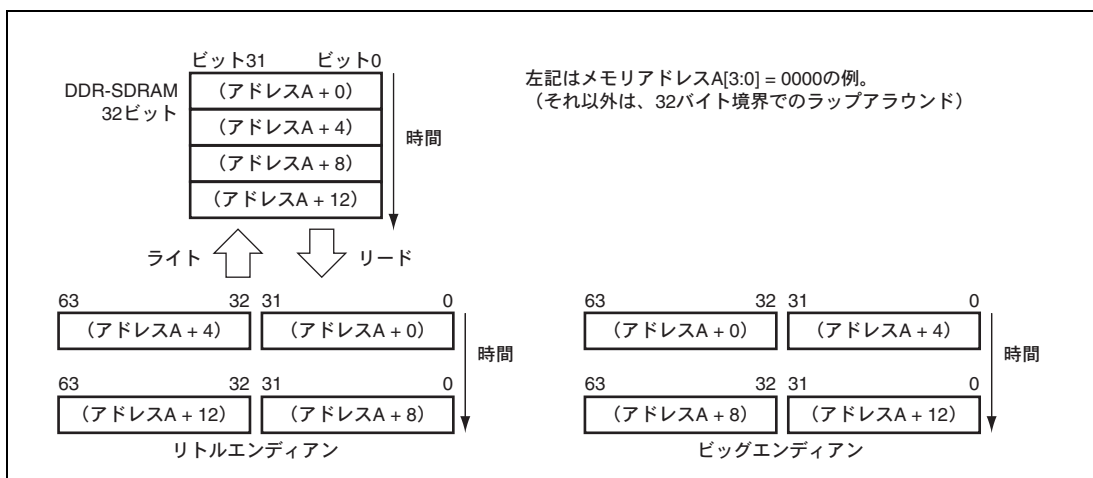 ビット31 ビット0
DDR-SDRAM
32ビット
（アドレスA + 0）
（アドレスA + 4）
（アドレスA + 8）
（アドレスA + 12）
時間
左記はメモリアドレスA[3:0] = 0000の例。
（それ以外は、32バイト境界でのラップアラウンド）
ライト リード
63 32 31 0
（アドレスA + 4） （アドレスA + 0）
時間
63 32 31 0
（アドレスA + 12） （アドレスA + 8）
リトルエンディアン
63 32 31 0
（アドレスA + 0） （アドレスA + 4）
時間
63 32 31 0
（アドレスA + 8） （アドレスA + 12）
ビッグエンディアン